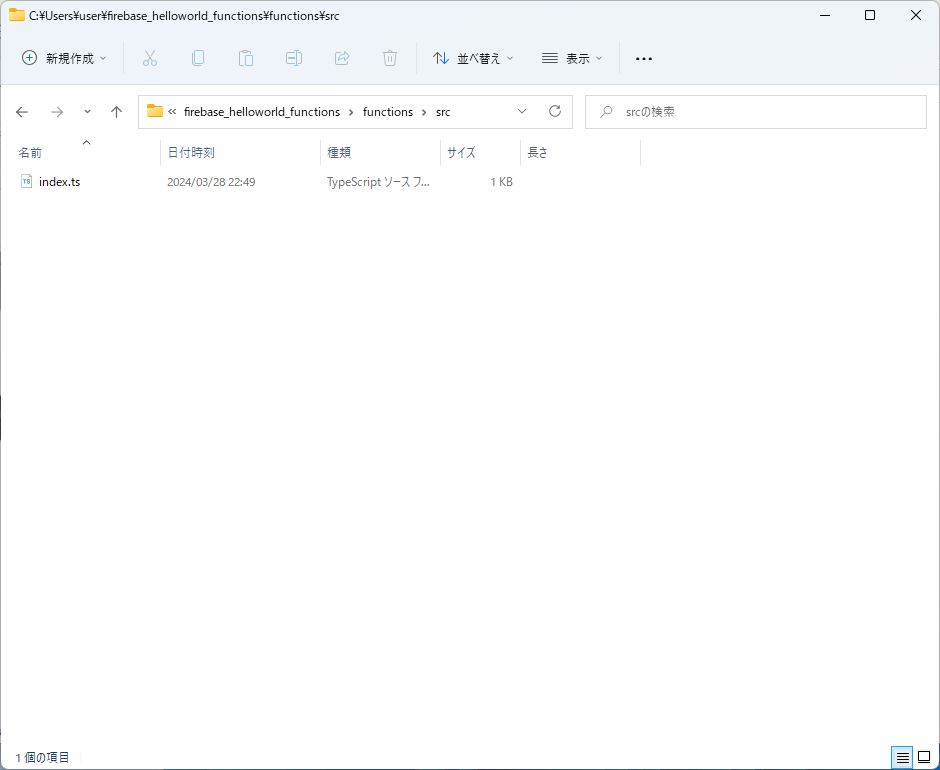 C:¥Users¥user¥firebase_helloworld_functions¥functions¥src
新規作成 並べ替え 表示
« firebase_helloworld_functions › functions › src srcの検索
名前 日付時刻 種類 サイズ 長さ
TS index.ts 2024/03/28 22:49 TypeScript ソース フ... 1 KB
1 個の項目